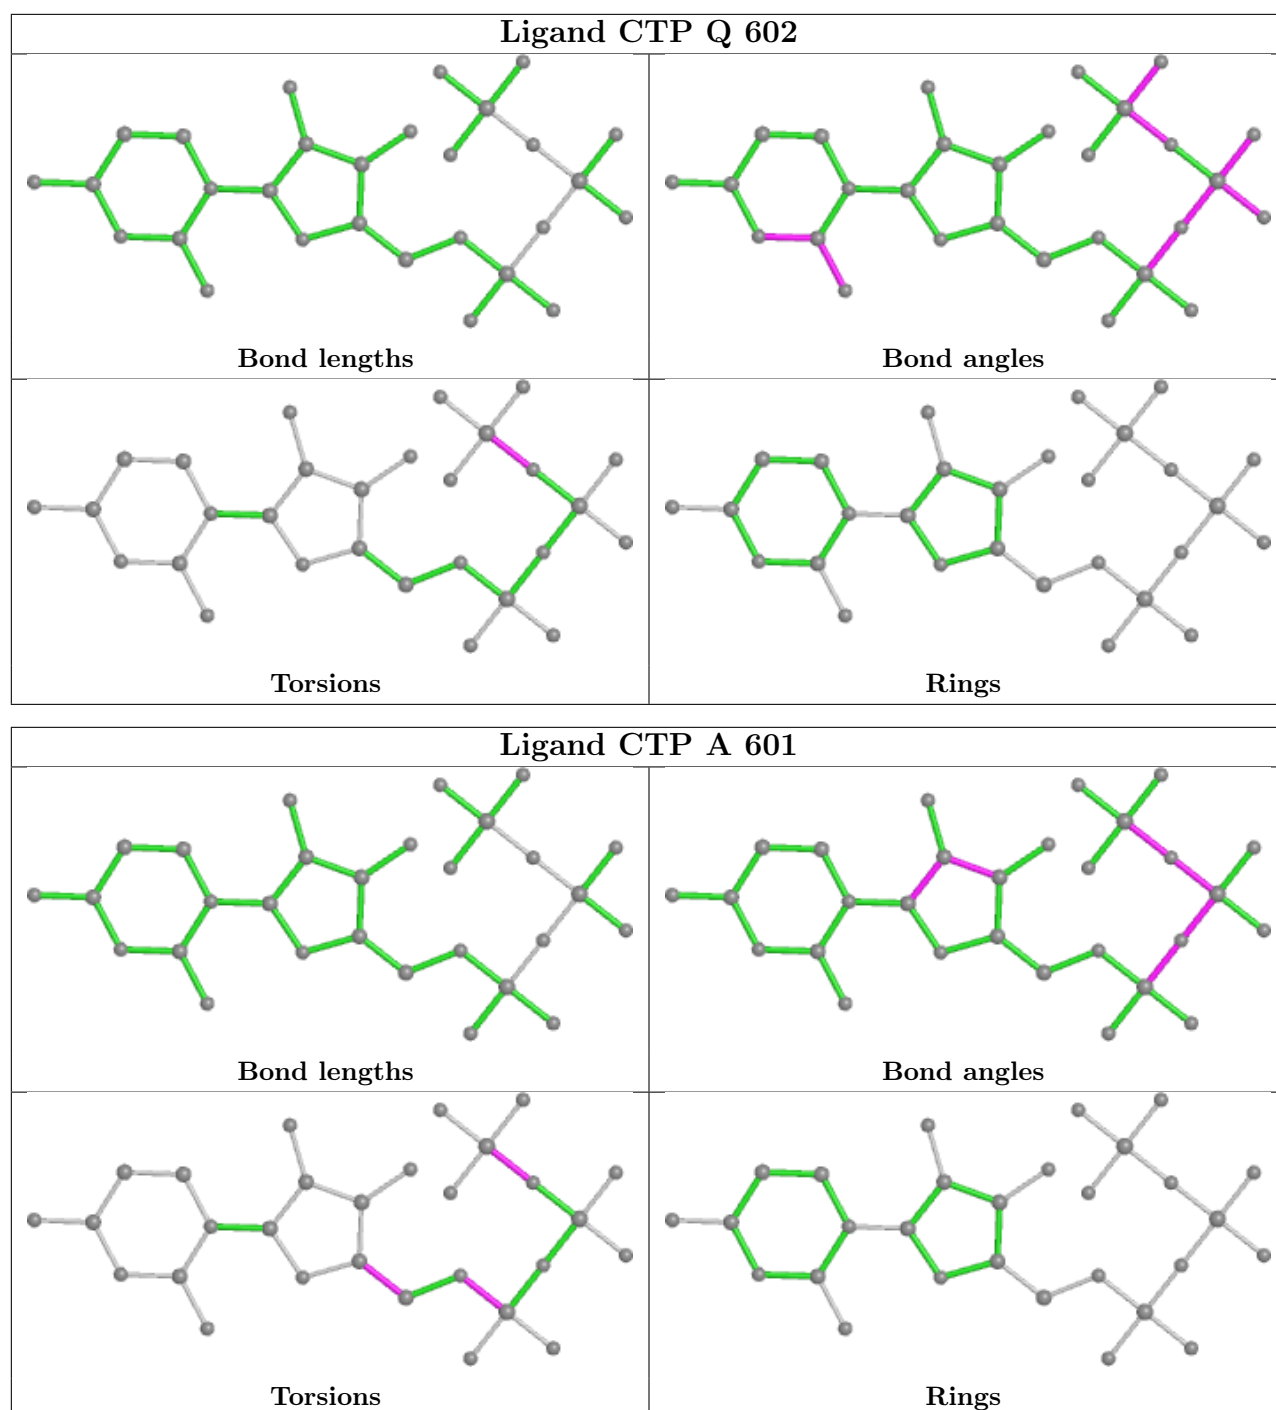 Ligand CTP Q 602
Bond lengths
Bond angles
Torsions
Rings
Ligand CTP A 601
Bond lengths
Bond angles
Torsions
Rings